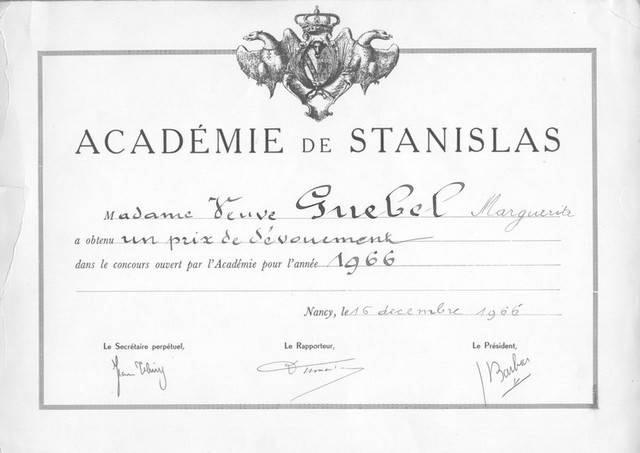 ACADÉMIE DE STANISLAS
Madame Veuve Guebel Marguerite
a obtenu un prix de dévouement
dans le concours ouvert par l'Académie pour l'année 1966
Nancy, le 16 decembre 1966
Le Secrétaire perpétuel, Le Rapporteur, Le Président,